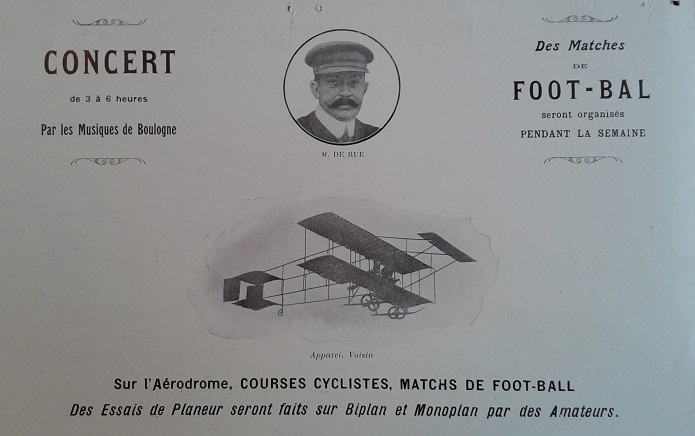 CONCERT
de 3 à 6 heures
Par les Musiques de Boulogne
M. DE RUE
Des Matches
DE
FOOT-BAL
seront organisés
PENDANT LA SEMAINE
Apparei. Voisin
Sur l'Aérodrome, COURSES CYCLISTES, MATCHS DE FOOT-BALL
Des Essais de Planeur seront faits sur Biplan et Monoplan par des Amateurs.